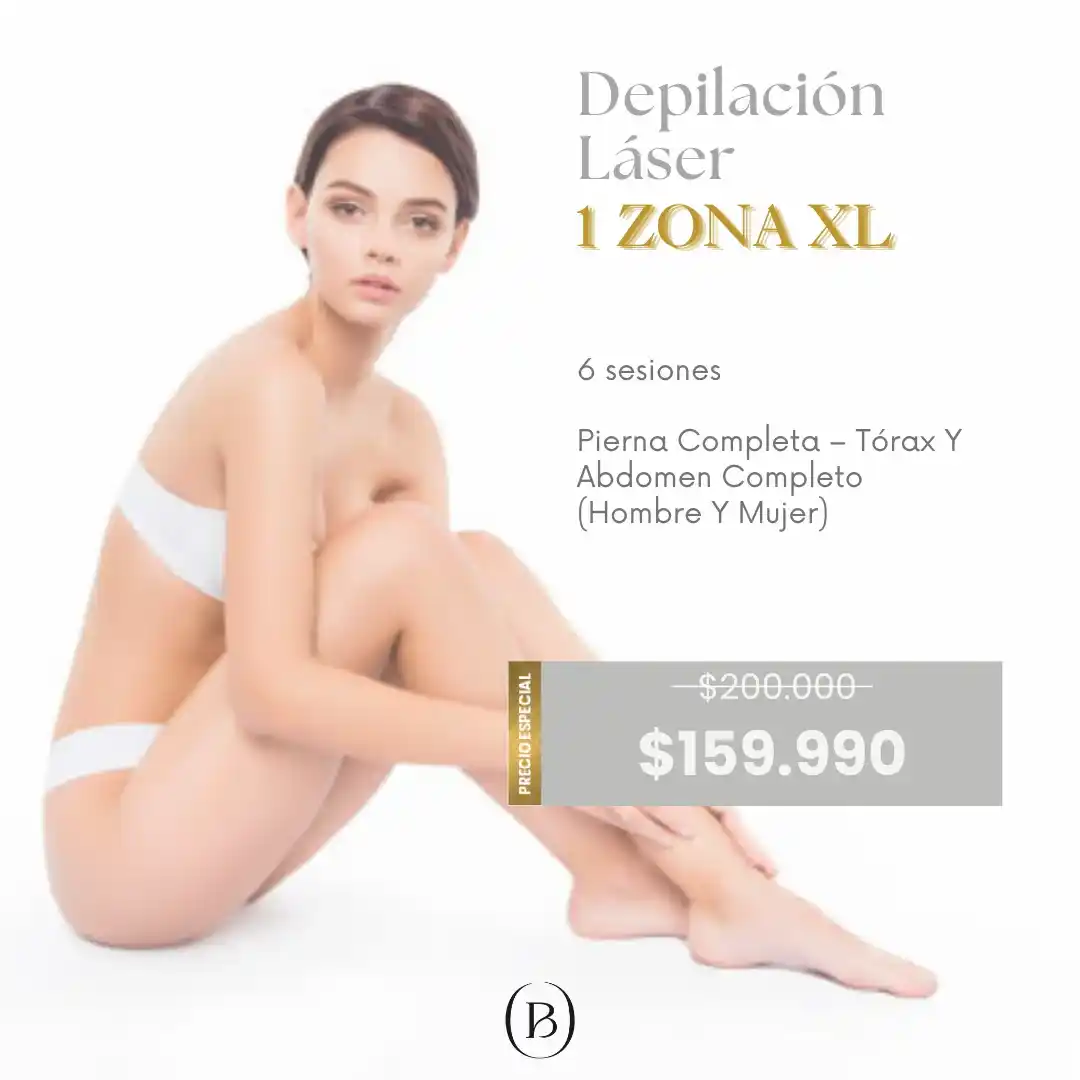 Depilación
Láser
1 ZONA XL
6 sesiones
Pierna Completa – Tórax Y
Abdomen Completo
(Hombre Y Mujer)
PRECIO ESPECIAL
$200.000
$159.990
(B)